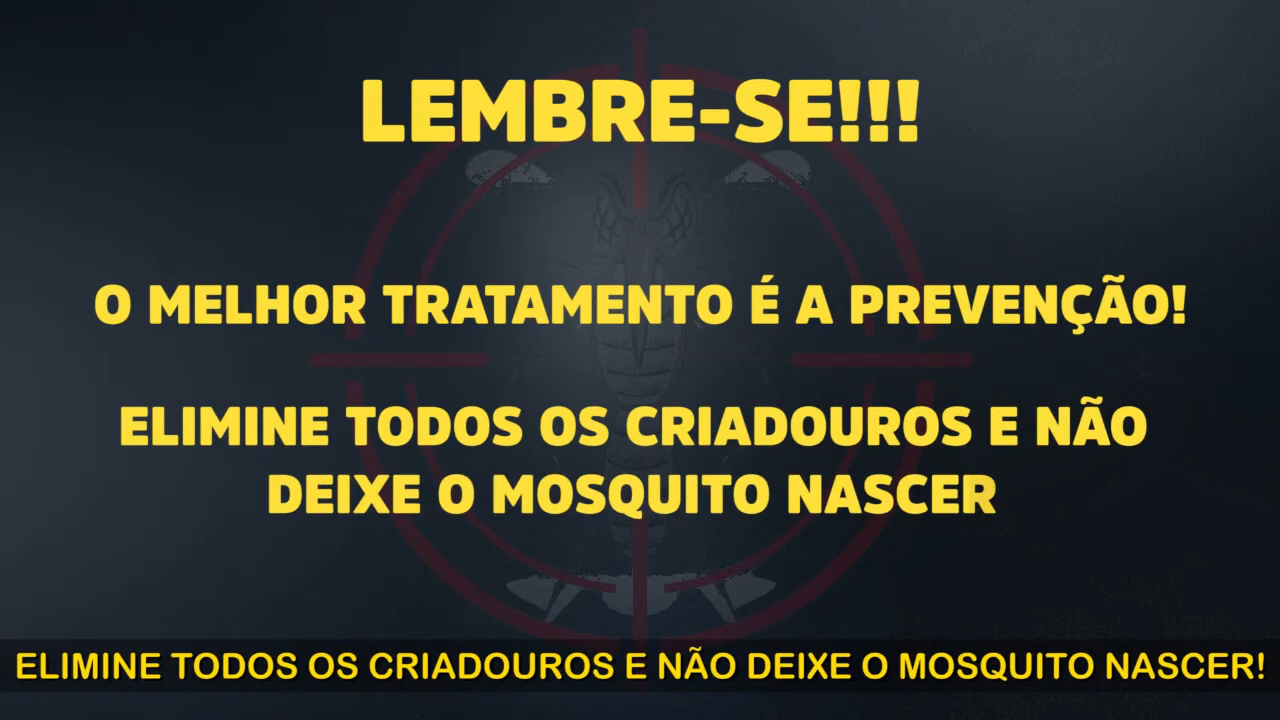 LEMBRE-SE!!!
O MELHOR TRATAMENTO É A PREVENÇÃO!
ELIMINE TODOS OS CRIADOUROS E NÃO
DEIXE O MOSQUITO NASCER
ELIMINE TODOS OS CRIADOUROS E NÃO DEIXE O MOSQUITO NASCER!